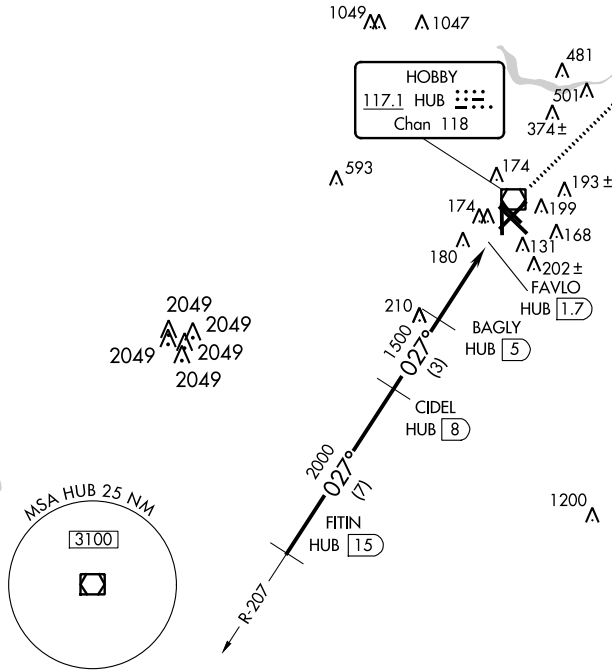 1049
1047
HOBBY
117.1 HUB
Chan 118
481
501
374±
593
174
193±
174
199
168
131
180
202±
FAVLO
HUB 1.7
210
BAGLY
HUB 5
1500
027°
(3)
2049
2049
2049
2049
2049
CIDEL
HUB 8
2000
027°
(7)
FITIN
HUB 15
1200
MSA HUB 25 NM
3100
R-207